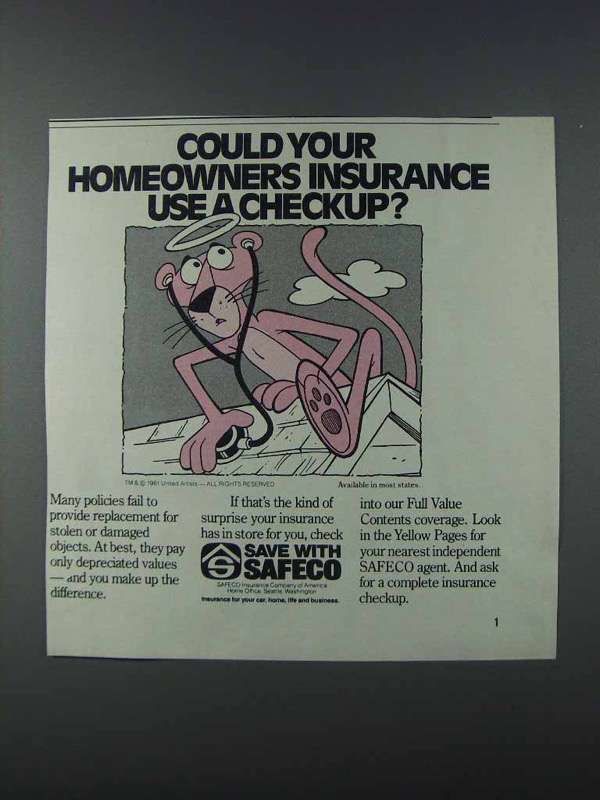 COULD YOUR
HOMEOWNERS INSURANCE
USE A CHECKUP?
TM & © 1981 United Artists — ALL RIGHTS RESERVED
Available in most states.
Many policies fail to
provide replacement for
stolen or damaged
objects. At best, they pay
only depreciated values
— and you make up the
difference.
If that's the kind of
surprise your insurance
has in store for you, check
SAVE WITH
SAFECO
SAFECO Insurance Company of America
Home Office: Seattle, Washington
Insurance for your car, home, life and business.
into our Full Value
Contents coverage. Look
in the Yellow Pages for
your nearest independent
SAFECO agent. And ask
for a complete insurance
checkup.
1